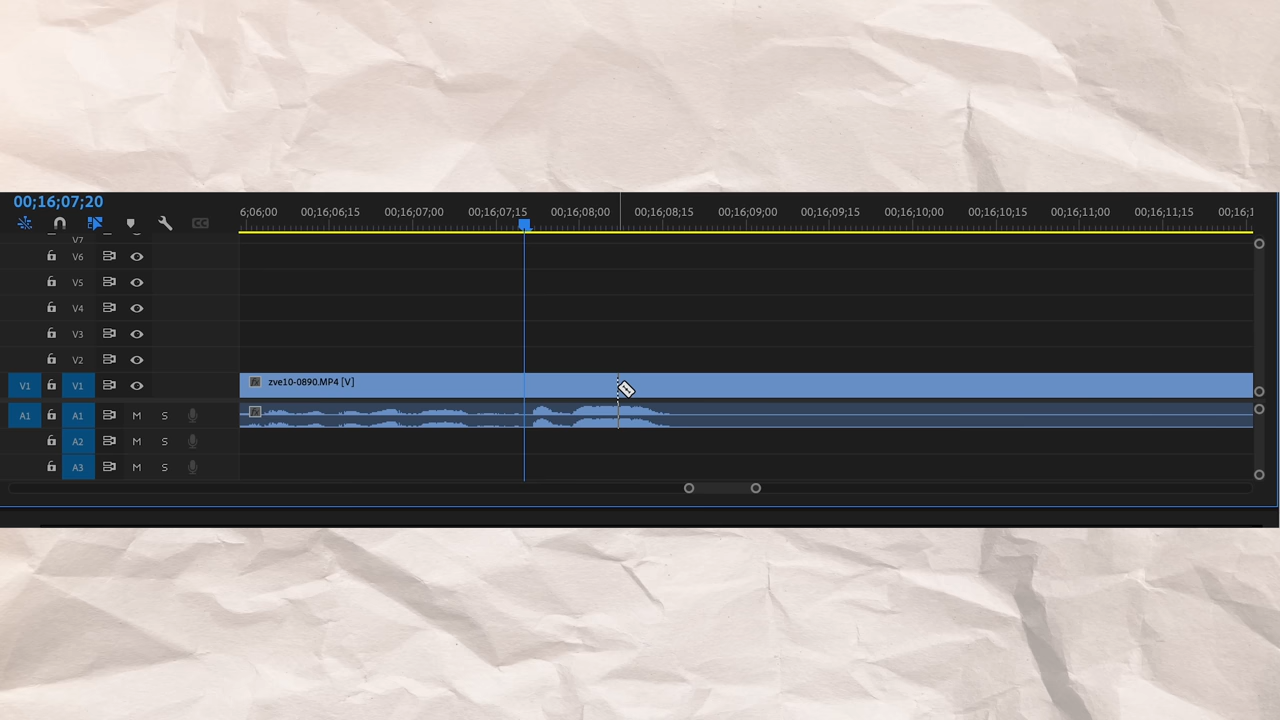 00;16;07;20
6;06;00 00;16;06;15 00;16;07;00 00;16;07;15 00;16;08;00 00;16;08;15 00;16;09;00 00;16;09;15 00;16;10;00 00;16;10;15 00;16;11;00 00;16;11;15 00;16;1
CC
V7
V6
V5
V4
V3
V2
V1 V1 fx zve10-0890.MP4 [V]
A1 A1 M S fx
A2 M S
A3 M S